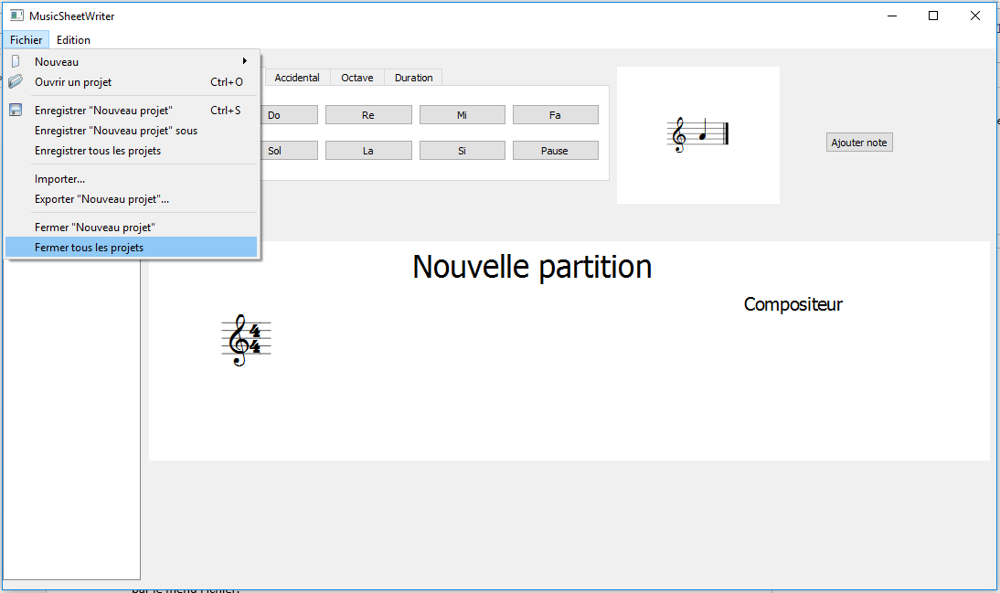 MusicSheetWriter
Fichier Edition
Nouveau
Ouvrir un projet Ctrl+O
Enregistrer "Nouveau projet" Ctrl+S
Enregistrer "Nouveau projet" sous
Enregistrer tous les projets
Importer...
Exporter "Nouveau projet"...
Fermer "Nouveau projet"
Fermer tous les projets
Accidental Octave Duration
Do Re Mi Fa
Sol La Si Pause
Ajouter note
Nouvelle partition
Compositeur
4
4